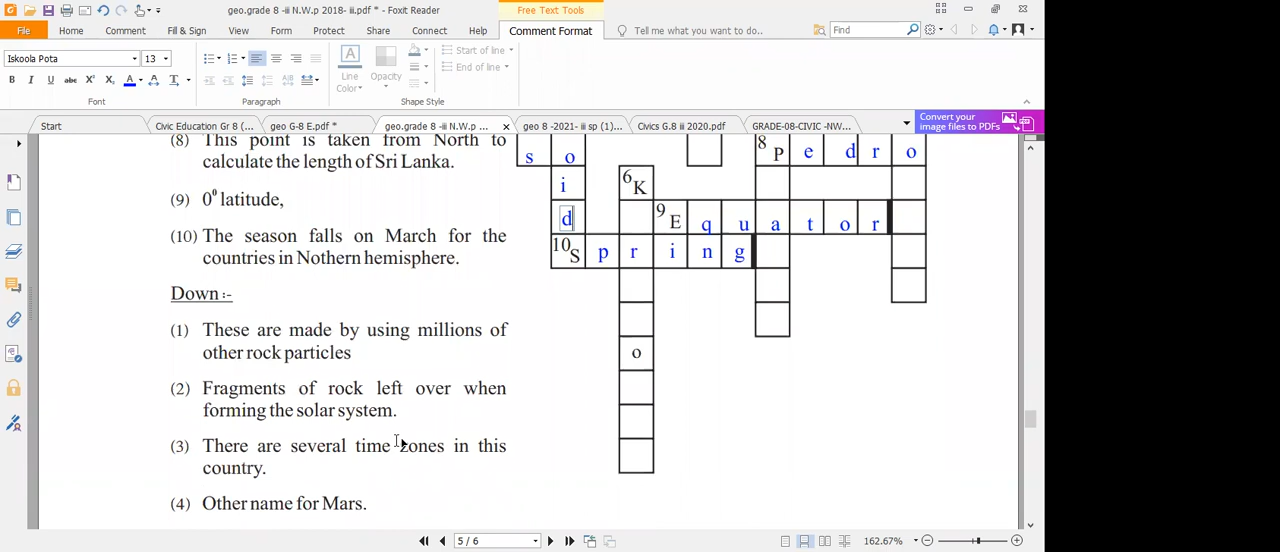 geo.grade 8 -ii N.W.p 2018- ii.pdf * - Foxit Reader
Free Text Tools
File Home Comment Fill & Sign View Form Protect Share Connect Help Comment Format Tell me what you want to do.. Find
Iskoola Pota 13
Line Color Opacity
Start of line
End of line
Font Paragraph Shape Style
Start Civic Education Gr 8 (... geo G-8 E.pdf * geo.grade 8 -ii N.W.p ... geo 8 -2021- ii sp (1)... Civics G.8 ii 2020.pdf GRADE-08-CIVIC -NW...
Convert your image files to PDFs
(8) This point is taken from North to
calculate the length of Sri Lanka.
(9) 0⁰ latitude,
(10) The season falls on March for the
countries in Nothern hemisphere.
Down :-
(1) These are made by using millions of
other rock particles
(2) Fragments of rock left over when
forming the solar system.
(3) There are several time zones in this
country.
(4) Other name for Mars.
s o 8 P e d r o
i 6 K
d 9 E q u a t o r
10 S p r i n g
o
5 / 6
162.67%